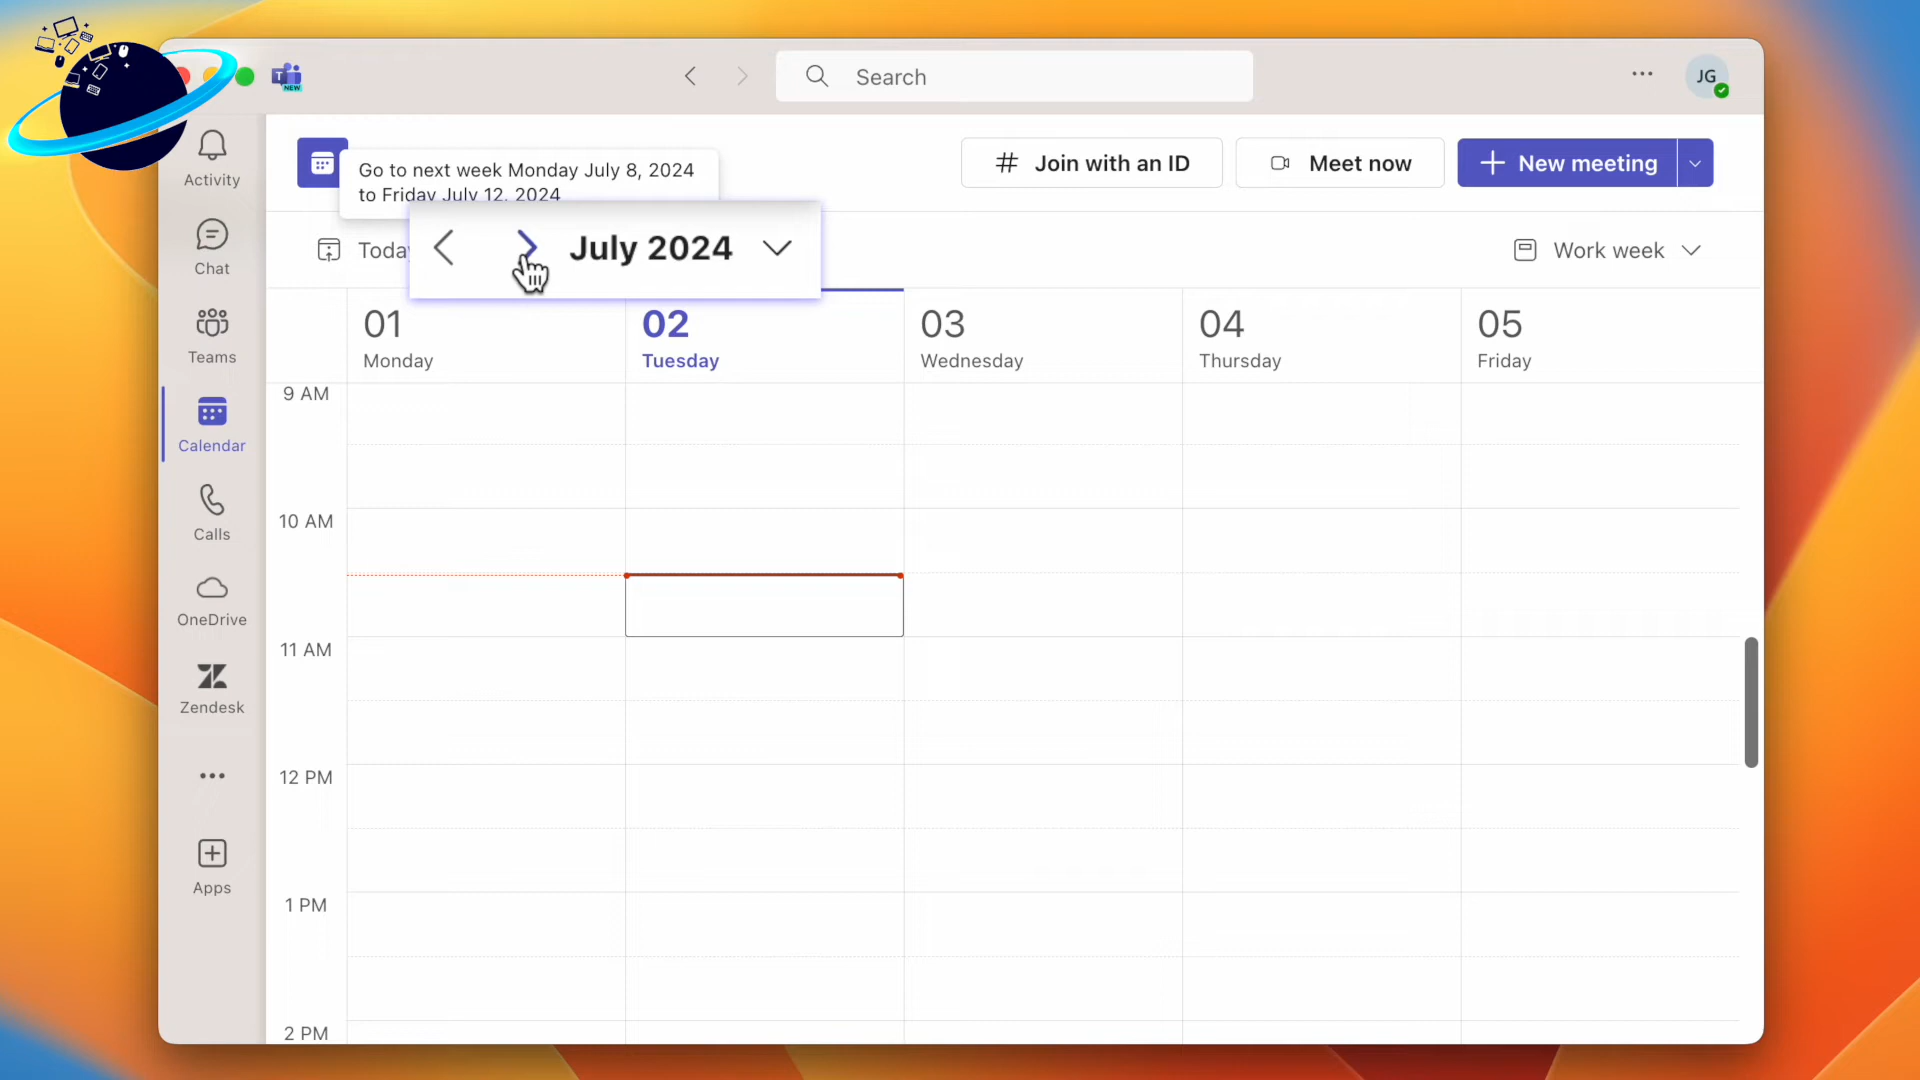 Search
JG
NEW
Activity
Chat
Teams
Calendar
Calls
OneDrive
Zendesk
Apps
Go to next week Monday July 8, 2024
to Friday July 12, 2024
Join with an ID
Meet now
New meeting
Today
July 2024
Work week
01
Monday
02
Tuesday
03
Wednesday
04
Thursday
05
Friday
9 AM
10 AM
11 AM
12 PM
1 PM
2 PM